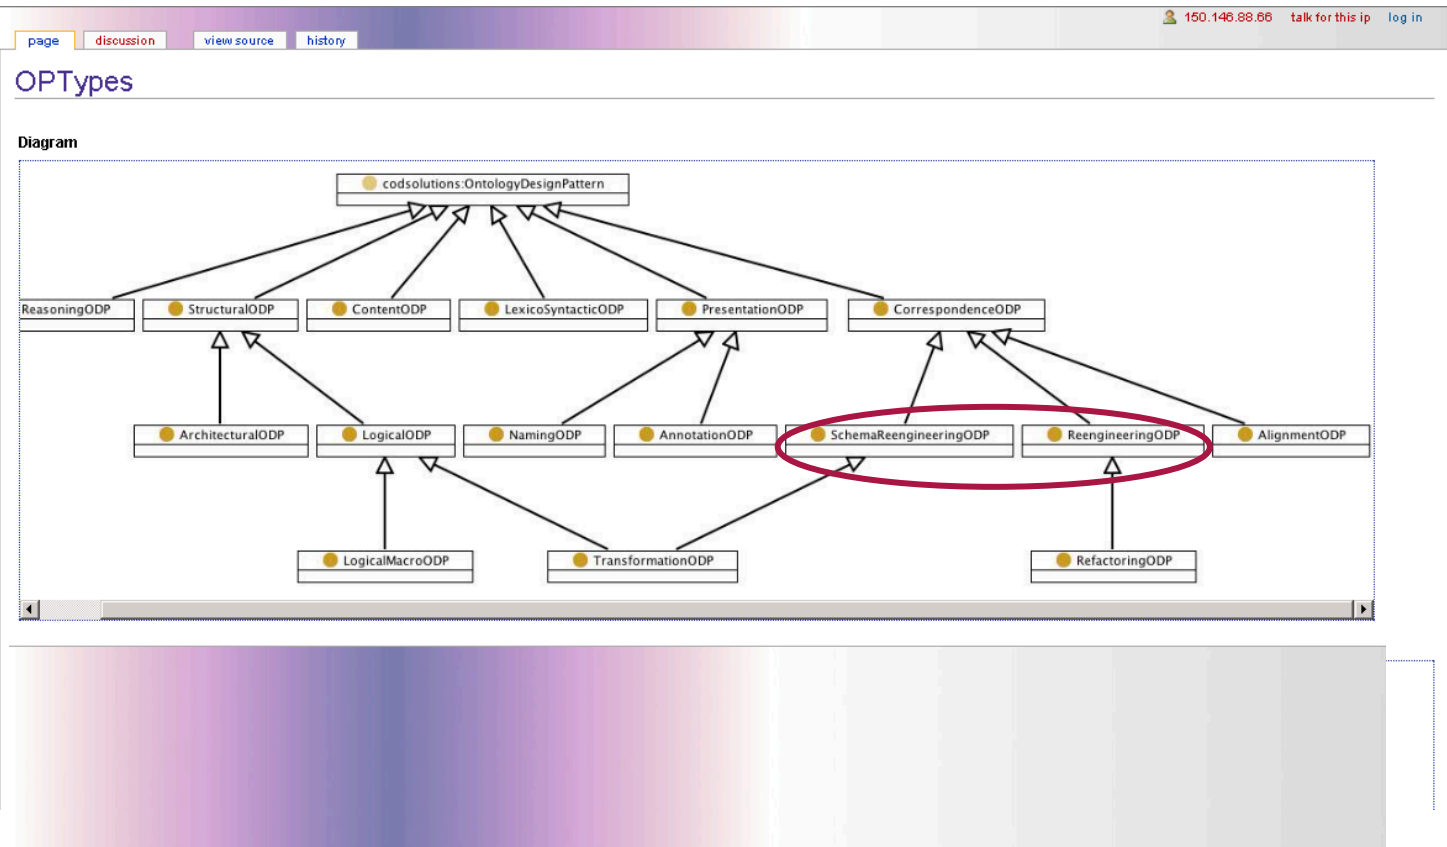 150.146.88.66 talk for this ip log in
page discussion view source history
OPTypes
Diagram
codsolutions:OntologyDesignPattern
ReasoningODP StructuralODP ContentODP LexicoSyntacticODP PresentationODP CorrespondenceODP
ArchitecturalODP LogicalODP NamingODP AnnotationODP SchemaReengineeringODP ReengineeringODP AlignmentODP
LogicalMacroODP TransformationODP RefactoringODP